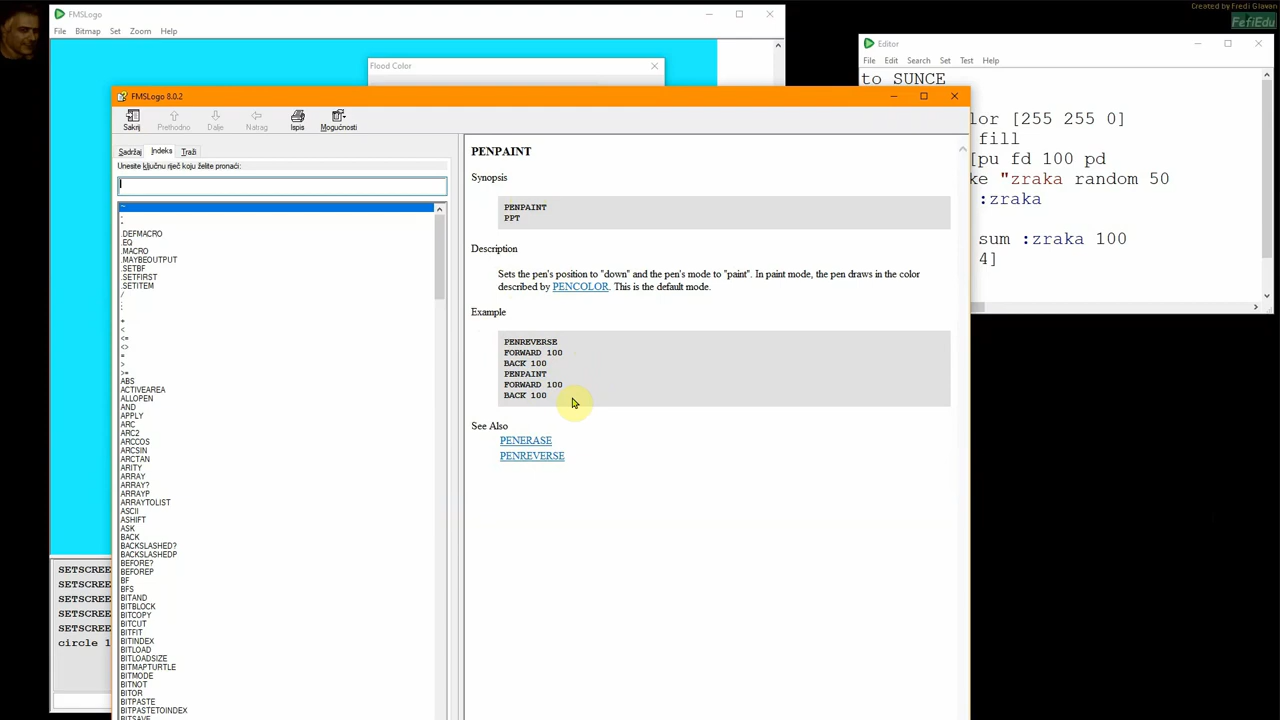 Created by Fredi Glavan
FefiEdu
FMSLogo
File Bitmap Set Zoom Help
Flood Color
Editor
File Edit Search Set Test Help
to SUNCE
lor [255 255 0]
fill
[pu fd 100 pd
ke "zraka random 50
:zraka
sum :zraka 100
4]
FMSLogo 8.0.2
Sakrij Prethodno Dalje Natrag Ispis Mogućnosti
Sadržaj Indeks Traži
Unesite ključnu riječ koju želite pronaći:
~
-
.DEFMACRO
.EQ
.MACRO
.MAYBEOUTPUT
.SETBF
.SETFIRST
.SETITEM
/
:
<
<=
<>
=
>
>=
ABS
ACTIVEAREA
ALLOPEN
AND
APPLY
ARC
ARC2
ARCCOS
ARCSIN
ARCTAN
ARITY
ARRAY
ARRAY?
ARRAYP
ARRAYTOLIST
ASCII
ASHIFT
ASK
BACK
BACKSLASHED?
BACKSLASHEDP
BEFORE?
BEFOREP
BF
BFS
BITAND
BITBLOCK
BITCOPY
BITCUT
BITFIT
BITINDEX
BITLOAD
BITLOADSIZE
BITMAPTURTLE
BITMODE
BITNOT
BITOR
BITPASTE
BITPASTETOINDEX
BITSAVE
PENPAINT
Synopsis
PENPAINT
PPT
Description
Sets the pen's position to "down" and the pen's mode to "paint". In paint mode, the pen draws in the color
described by PENCOLOR. This is the default mode.
Example
PENREVERSE
FORWARD 100
BACK 100
PENPAINT
FORWARD 100
BACK 100
See Also
PENERASE
PENREVERSE
SETSCREE
SETSCREE
SETSCREE
SETSCREE
SETSCREE
circle 1